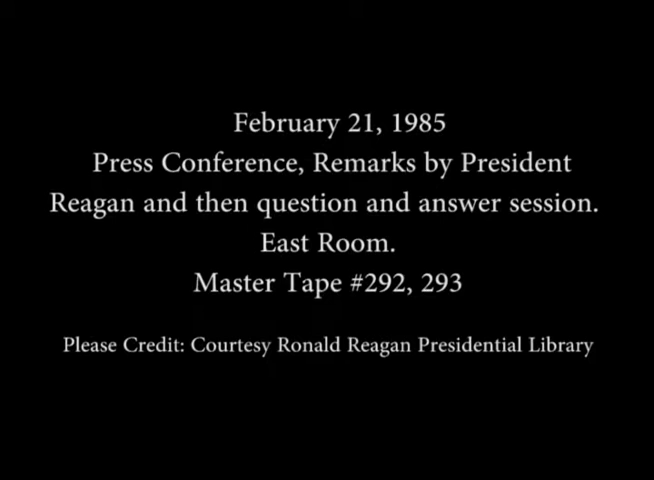 February 21, 1985
Press Conference, Remarks by President
Reagan and then question and answer session.
East Room.
Master Tape #292, 293
Please Credit: Courtesy Ronald Reagan Presidential Library